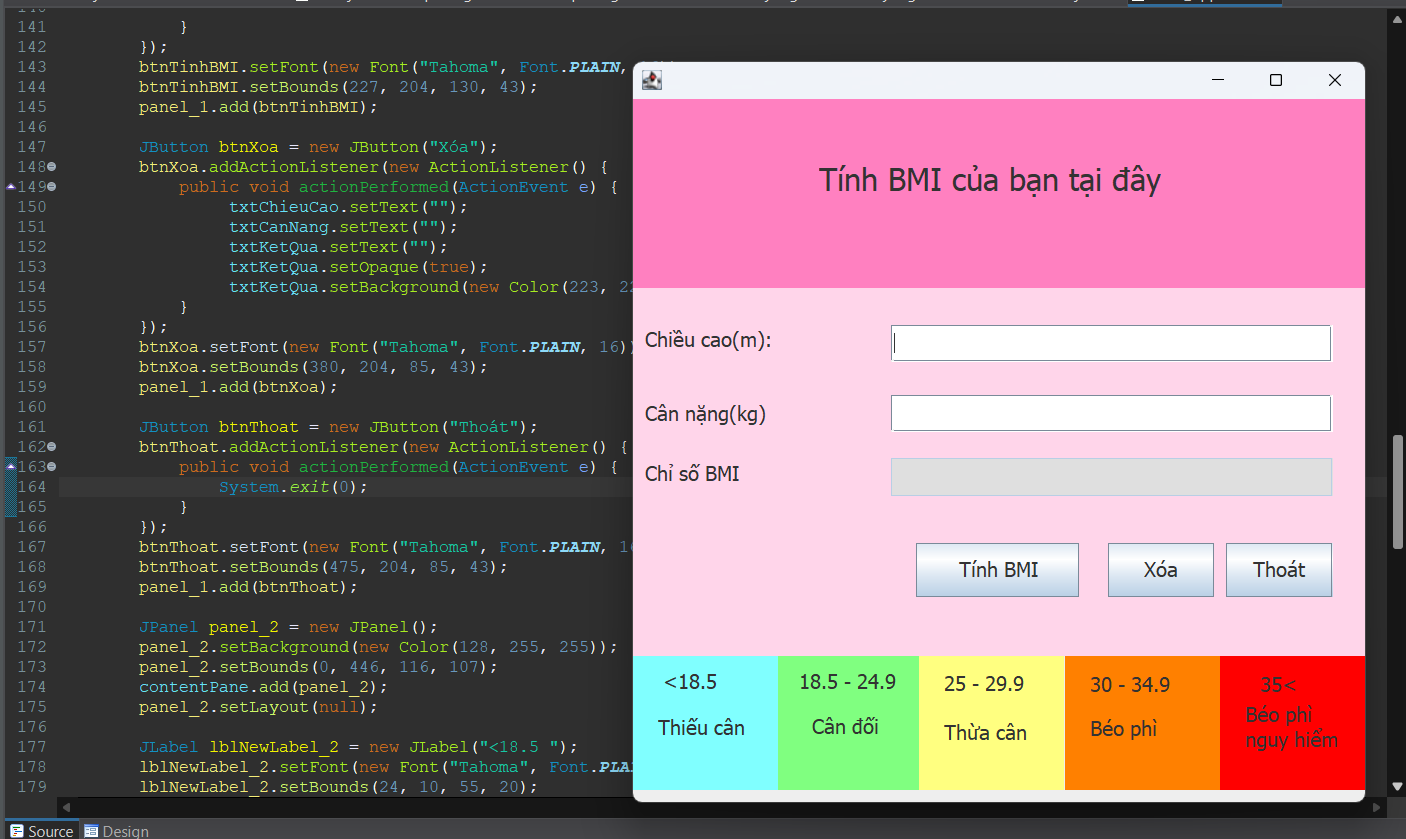 141 }
142 });
143 btnTinhBMI.setFont(new Font("Tahoma", Font.PLAIN,
144 btnTinhBMI.setBounds(227, 204, 130, 43);
145 panel_1.add(btnTinhBMI);
146
147 JButton btnXoa = new JButton("Xóa");
148 btnXoa.addActionListener(new ActionListener() {
149 public void actionPerformed(ActionEvent e) {
150 txtChieuCao.setText("");
151 txtCanNang.setText("");
152 txtKetQua.setText("");
153 txtKetQua.setOpaque(true);
154 txtKetQua.setBackground(new Color(223, 22
155 }
156 });
157 btnXoa.setFont(new Font("Tahoma", Font.PLAIN, 16))
158 btnXoa.setBounds(380, 204, 85, 43);
159 panel_1.add(btnXoa);
160
161 JButton btnThoat = new JButton("Thoát");
162 btnThoat.addActionListener(new ActionListener() {
163 public void actionPerformed(ActionEvent e) {
164 System.exit(0);
165 }
166 });
167 btnThoat.setFont(new Font("Tahoma", Font.PLAIN, 16
168 btnThoat.setBounds(475, 204, 85, 43);
169 panel_1.add(btnThoat);
170
171 JPanel panel_2 = new JPanel();
172 panel_2.setBackground(new Color(128, 255, 255));
173 panel_2.setBounds(0, 446, 116, 107);
174 contentPane.add(panel_2);
175 panel_2.setLayout(null);
176
177 JLabel lblNewLabel_2 = new JLabel("<18.5 ");
178 lblNewLabel_2.setFont(new Font("Tahoma", Font.PLAI
179 lblNewLabel_2.setBounds(24, 10, 55, 20);
Source Design
Tính BMI của bạn tại đây
Chiều cao(m):
Cân nặng(kg)
Chỉ số BMI
Tính BMI Xóa Thoát
<18.5
Thiếu cân
18.5 - 24.9
Cân đối
25 - 29.9
Thừa cân
30 - 34.9
Béo phì
35<
Béo phì
nguy hiểm